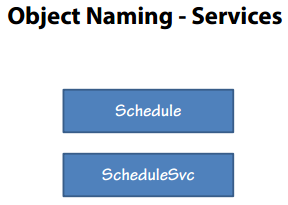 Object Naming - Services
Schedule
ScheduleSvc